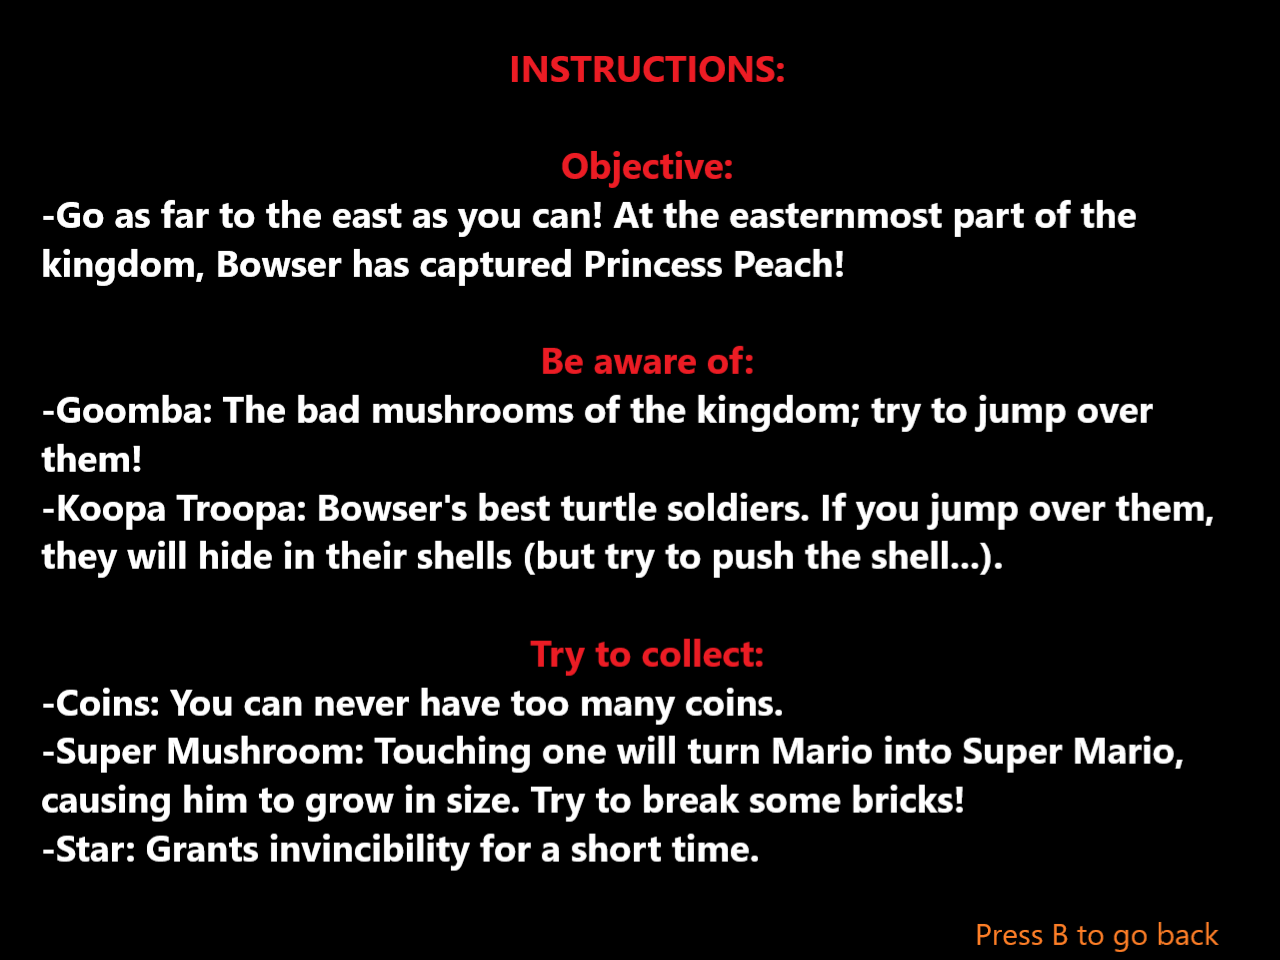 INSTRUCTIONS:
Objective:
-Go as far to the east as you can! At the easternmost part of the
kingdom, Bowser has captured Princess Peach!
Be aware of:
-Goomba: The bad mushrooms of the kingdom; try to jump over
them!
-Koopa Troopa: Bowser's best turtle soldiers. If you jump over them,
they will hide in their shells (but try to push the shell...).
Try to collect:
-Coins: You can never have too many coins.
-Super Mushroom: Touching one will turn Mario into Super Mario,
causing him to grow in size. Try to break some bricks!
-Star: Grants invincibility for a short time.
Press B to go back